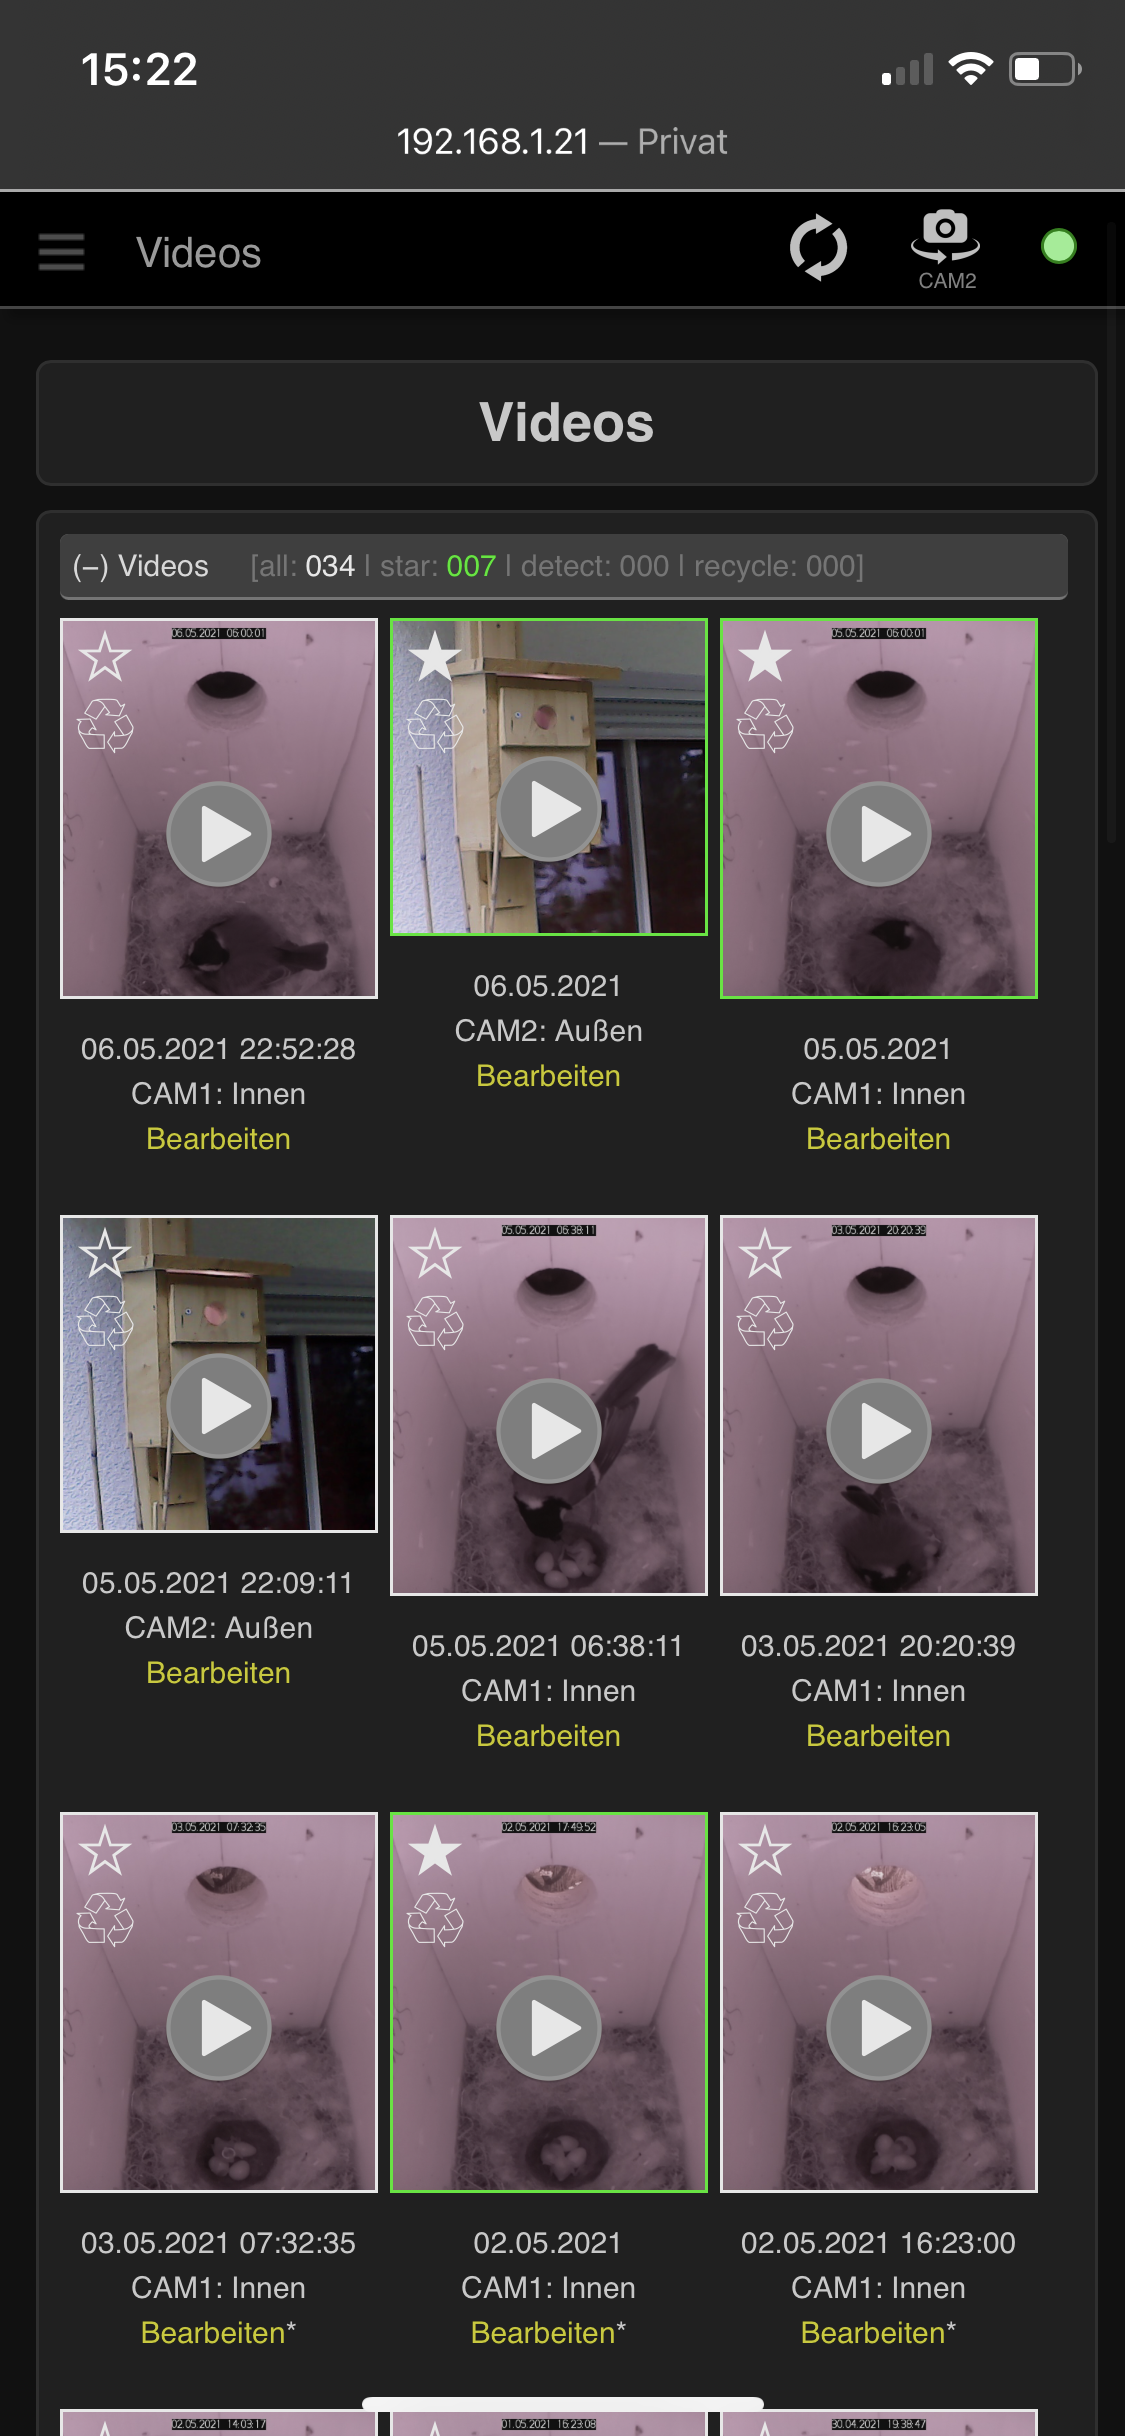 15:22
192.168.1.21 — Privat
Videos
CAM2
Videos
(–) Videos [all: 034 | star: 007 | detect: 000 | recycle: 000]
06.05.2021 06:00:01
05.05.2021 06:00:01
06.05.2021 22:52:28
CAM1: Innen
Bearbeiten
06.05.2021
CAM2: Außen
Bearbeiten
05.05.2021
CAM1: Innen
Bearbeiten
05.05.2021 06:38:11
03.05.2021 20:20:39
05.05.2021 22:09:11
CAM2: Außen
Bearbeiten
05.05.2021 06:38:11
CAM1: Innen
Bearbeiten
03.05.2021 20:20:39
CAM1: Innen
Bearbeiten
03.05.2021 07:32:35
02.05.2021 17:49:52
02.05.2021 16:23:05
03.05.2021 07:32:35
CAM1: Innen
Bearbeiten*
02.05.2021
CAM1: Innen
Bearbeiten*
02.05.2021 16:23:00
CAM1: Innen
Bearbeiten*
02.05.2021 14:03:17
01.05.2021 16:23:08
30.04.2021 19:38:47